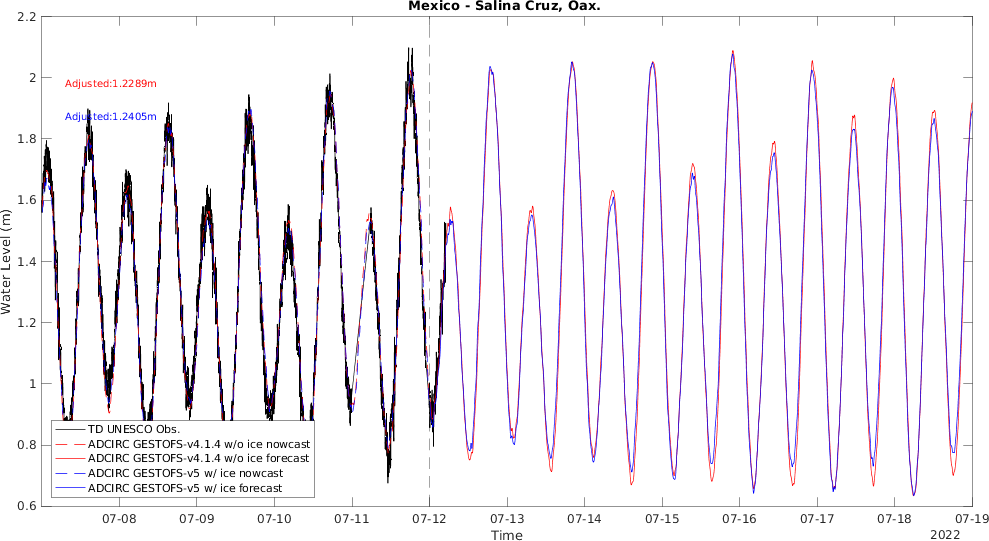 Mexico - Salina Cruz, Oax.
2.2
2
1.8
1.6
1.4
1.2
1
0.8
0.6
Water Level (m)
Adjusted:1.2289m
Adjusted:1.2405m
TD UNESCO Obs.
ADCIRC GESTOFS-v4.1.4 w/o ice nowcast
ADCIRC GESTOFS-v4.1.4 w/o ice forecast
ADCIRC GESTOFS-v5 w/ ice nowcast
ADCIRC GESTOFS-v5 w/ ice forecast
07-08 07-09 07-10 07-11 07-12 07-13 07-14 07-15 07-16 07-17 07-18 07-19
Time
2022